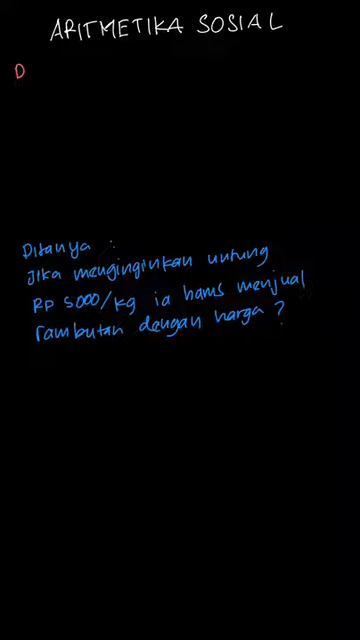 ARITMETIKA SOSIAL
D
Ditanya :
Jika menginginkan untung
RP 5000/kg ia harus menjual
rambutan dengan harga ?